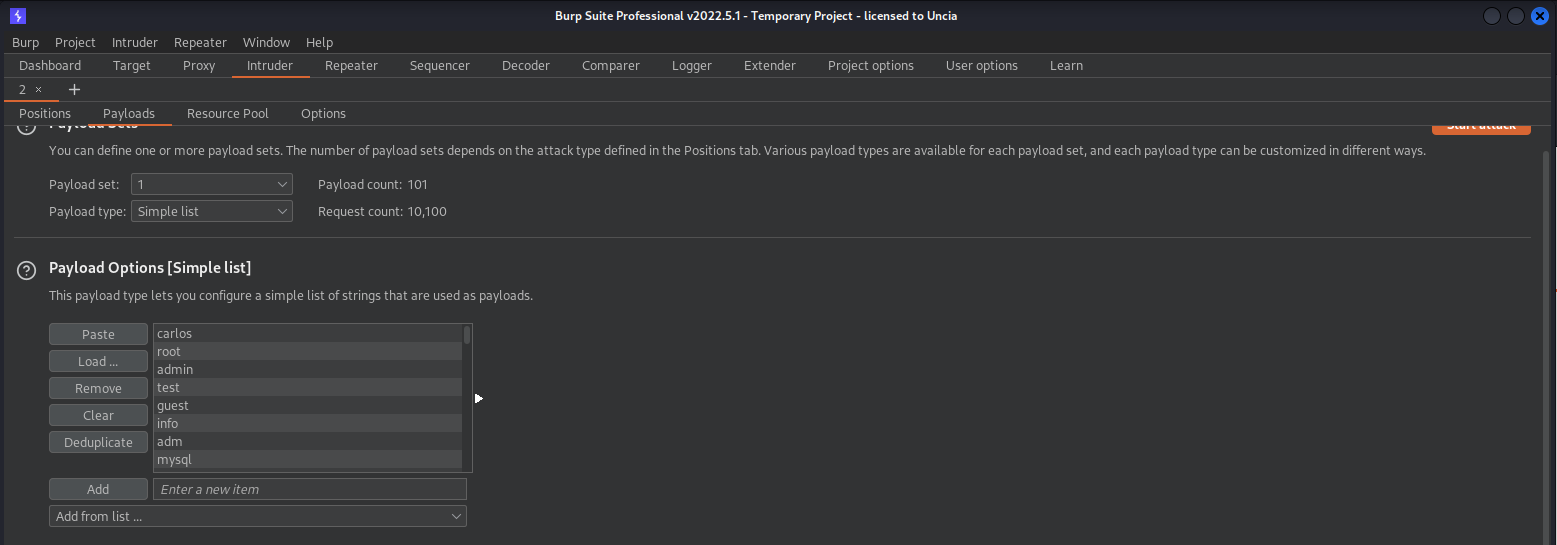 Burp Suite Professional v2022.5.1 - Temporary Project - licensed to Uncia
Burp Project Intruder Repeater Window Help
Dashboard Target Proxy Intruder Repeater Sequencer Decoder Comparer Logger Extender Project options User options Learn
2 × +
Positions Payloads Resource Pool Options
Payload Sets Start attack
You can define one or more payload sets. The number of payload sets depends on the attack type defined in the Positions tab. Various payload types are available for each payload set, and each payload type can be customized in different ways.
Payload set: 1 Payload count: 101
Payload type: Simple list Request count: 10,100
? Payload Options [Simple list]
This payload type lets you configure a simple list of strings that are used as payloads.
Paste carlos
root
Load ... admin
Remove test
guest
Clear info
Deduplicate adm
mysql
Add Enter a new item
Add from list ...